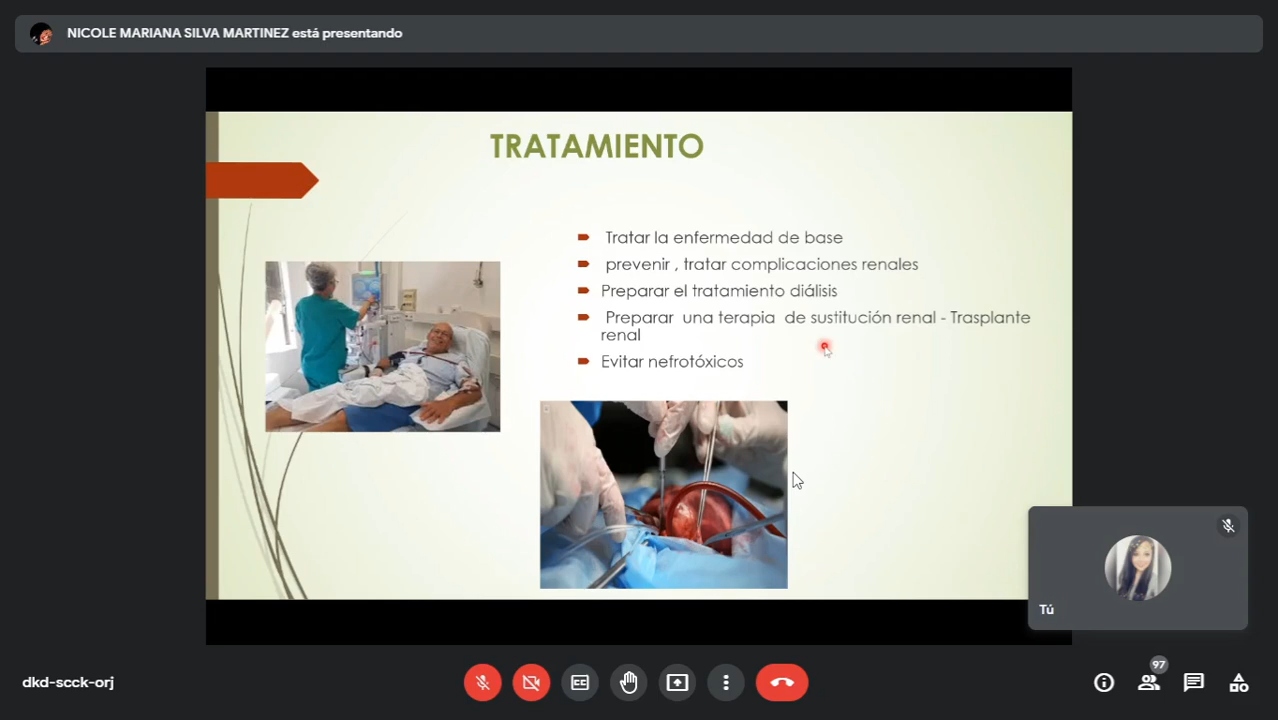 NICOLE MARIANA SILVA MARTINEZ está presentando
TRATAMIENTO
Tratar la enfermedad de base
prevenir , tratar complicaciones renales
Preparar el tratamiento diálisis
Preparar una terapia de sustitución renal - Trasplante
renal
Evitar nefrotóxicos
Tú
dkd-scck-orj
CC
97